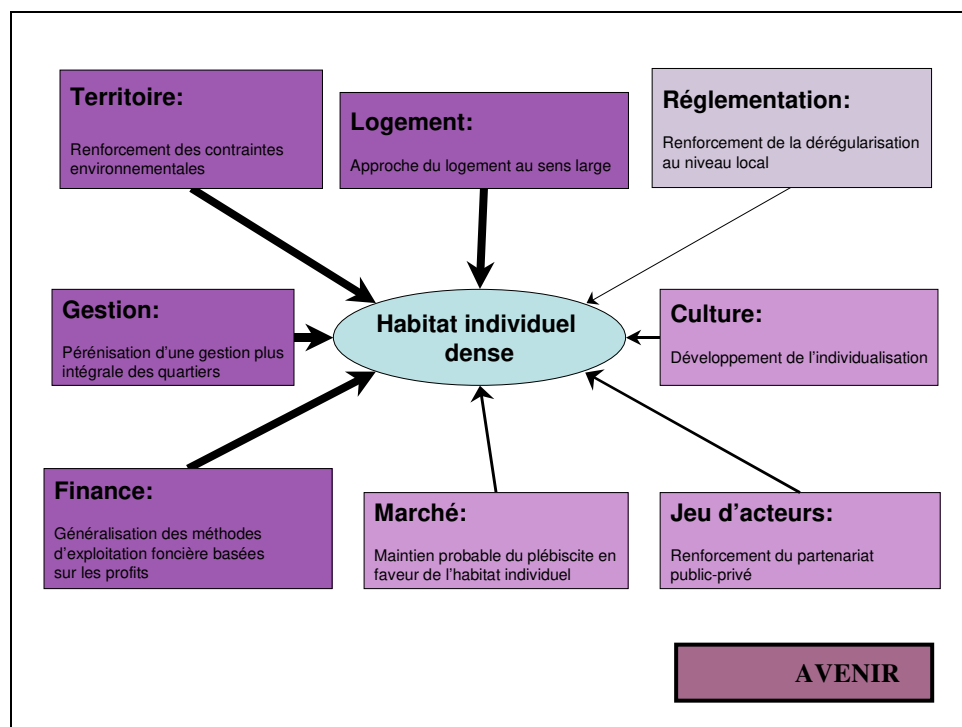 Territoire:
Renforcement des contraintes
environnementales
Logement:
Approche du logement au sens large
Réglementation:
Renforcement de la dérégularisation
au niveau local
Gestion:
Pérénisation d’une gestion plus
intégrale des quartiers
Habitat individuel
dense
Culture:
Développement de l’individualisation
Finance:
Généralisation des méthodes
d’exploitation foncière basées
sur les profits
Marché:
Maintien probable du plébiscite en
faveur de l’habitat individuel
Jeu d’acteurs:
Renforcement du partenariat
public-privé
AVENIR